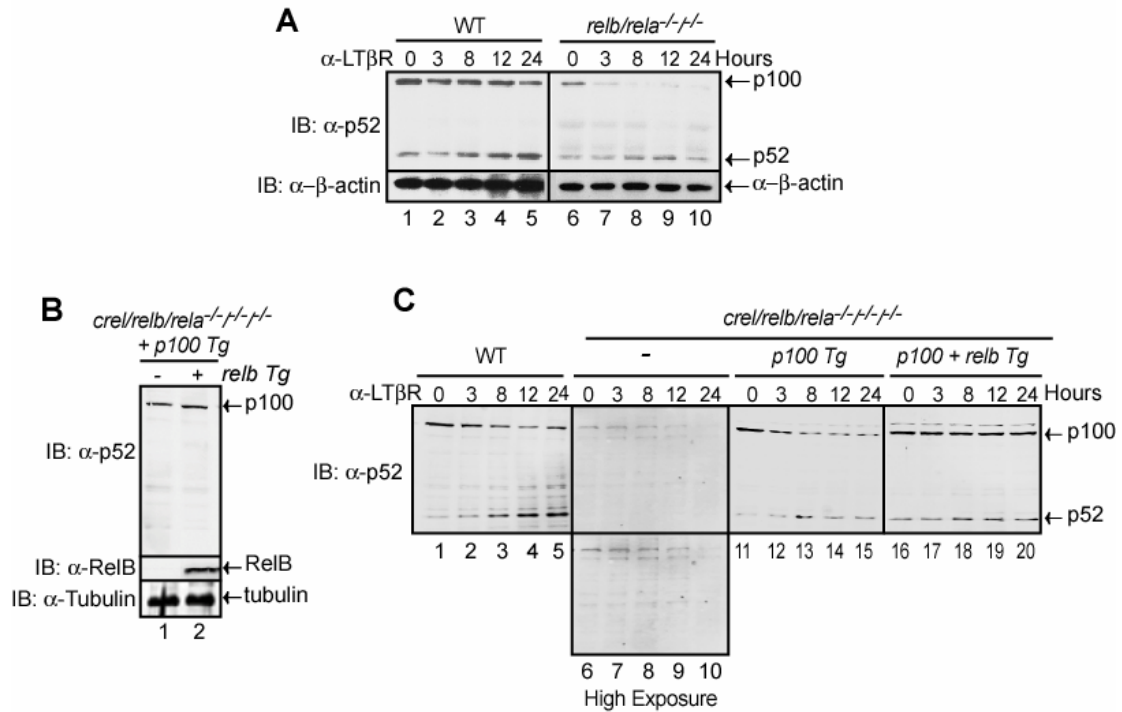 A
WT relb/rela-/-/-/-
α-LTβR 0 3 8 12 24 0 3 8 12 24 Hours
p100
IB: α-p52
p52
IB: α–β-actin α–β-actin
1 2 3 4 5 6 7 8 9 10
B
crel/relb/rela-/-/-/-/-/-
+ p100 Tg
- + relb Tg
p100
IB: α-p52
IB: α-RelB RelB
IB: α-Tubulin tubulin
1 2
C
crel/relb/rela-/-/-/-/-/-
WT - p100 Tg p100 + relb Tg
α-LTβR 0 3 8 12 24 0 3 8 12 24 0 3 8 12 24 0 3 8 12 24 Hours
p100
IB: α-p52
p52
1 2 3 4 5 11 12 13 14 15 16 17 18 19 20
6 7 8 9 10
High Exposure